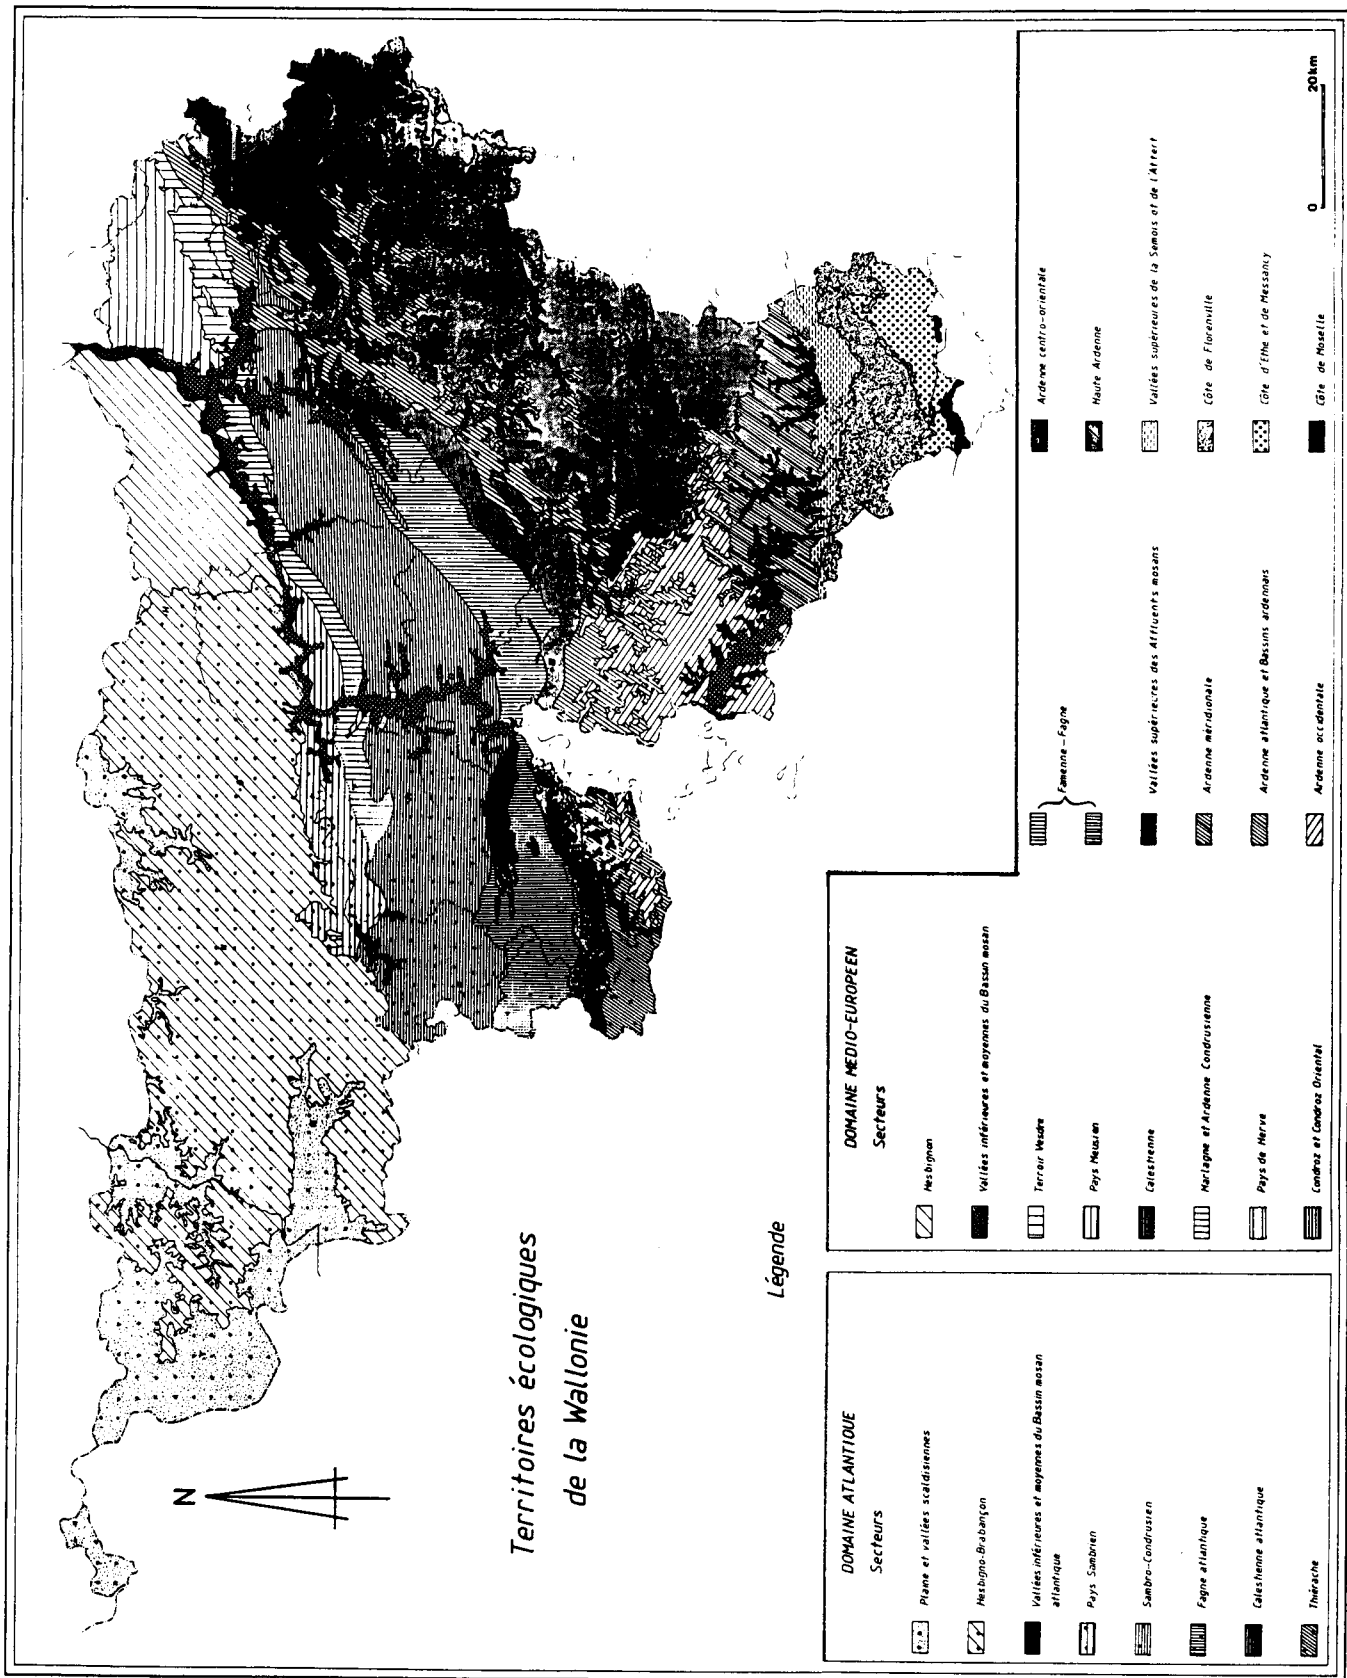 N
Territoires écologiques
de la Wallonie
Légende
DOMAINE ATLANTIQUE
Secteurs
Plaine et vallées scaldisiennes
Hesbigno-Brabançon
Vallées inférieures et moyennes du Bassin mosan
atlantique
Pays Sambrien
Sambro-Condrusien
Fagne atlantique
Calestienne atlantique
Thiérache
DOMAINE MEDIO-EUROPEEN
Secteurs
Hesbignon
Vallées inférieures et moyennes du Bassin mosan
Terroir Vesdre
Pays Meusien
Calestienne
Marlagne et Ardenne Condrusienne
Pays de Herve
Condroz et Condroz Oriental
Famenne-Fagne
Vallées supérieures des Affluents mosans
Ardenne méridionale
Ardenne atlantique et Bassins ardennais
Ardenne occidentale
Ardenne centro-orientale
Haute Ardenne
Vallées supérieures de la Semois et de l'Attert
Côte de Florenville
Côte d'Ethe et de Messancy
Côte de Moselle
0 20km